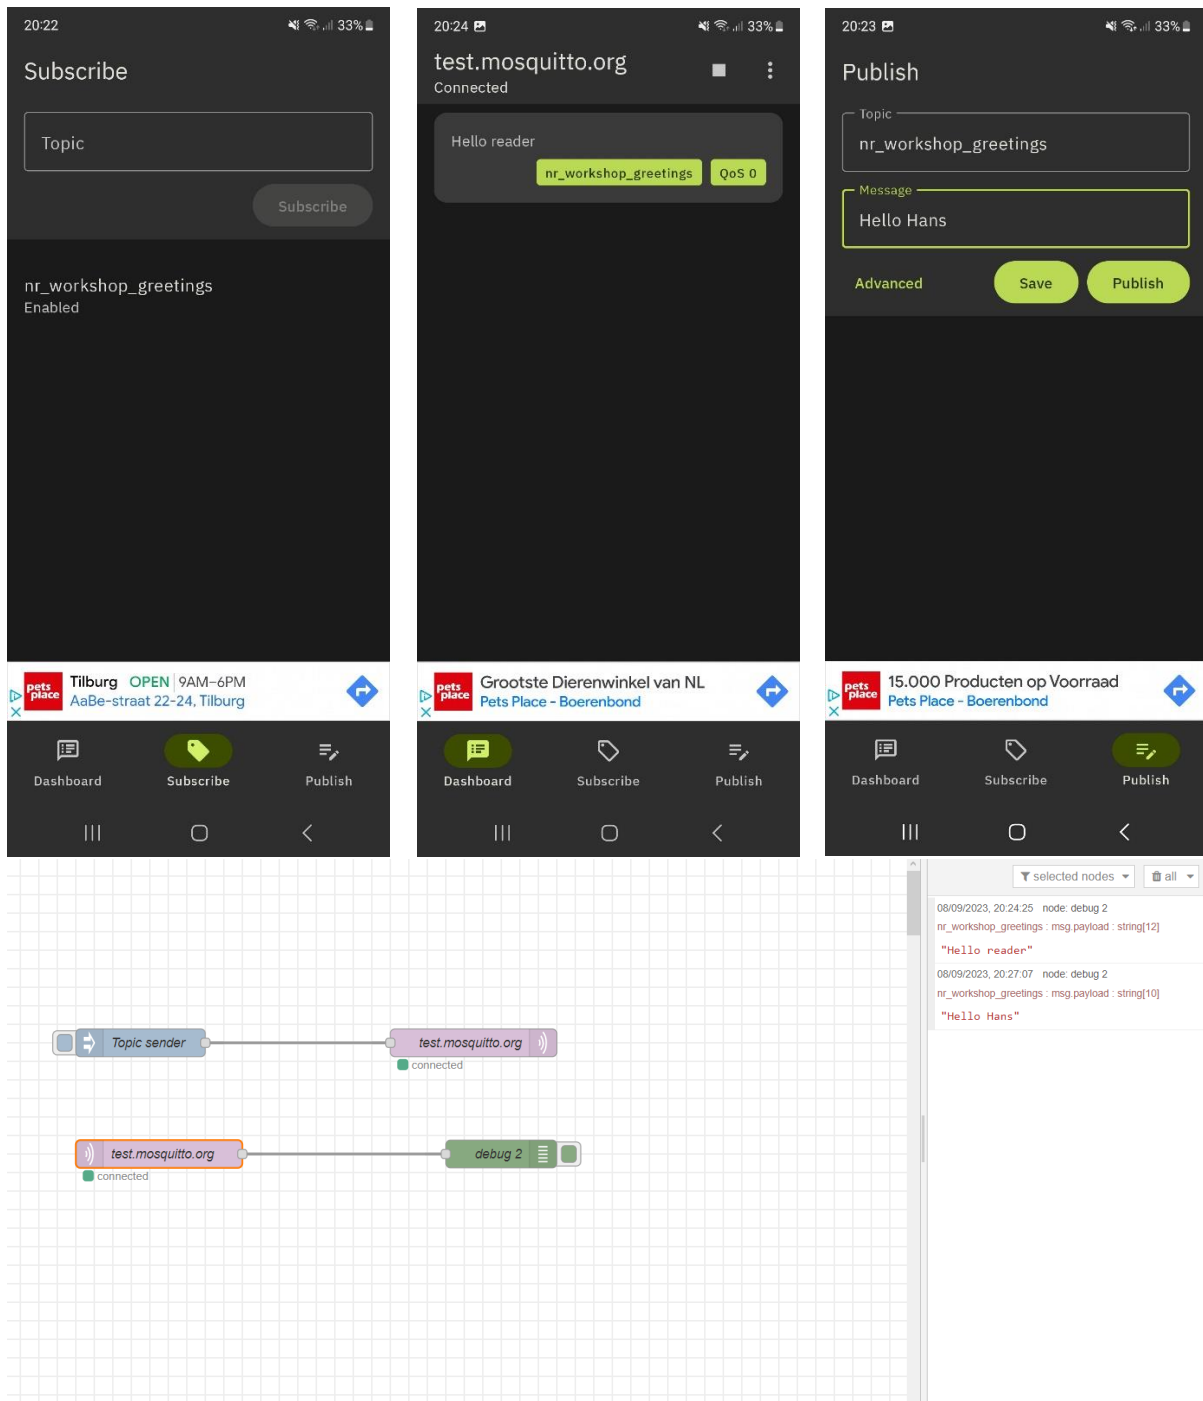 20:22
33%
Subscribe
Topic
Subscribe
nr_workshop_greetings
Enabled
pets place
Tilburg OPEN 9AM–6PM
AaBe-straat 22-24, Tilburg
Dashboard
Subscribe
Publish
20:24
33%
test.mosquitto.org
Connected
Hello reader
nr_workshop_greetings
QoS 0
pets place
Grootste Dierenwinkel van NL
Pets Place - Boerenbond
Dashboard
Subscribe
Publish
20:23
33%
Publish
Topic
nr_workshop_greetings
Message
Hello Hans
Advanced
Save
Publish
pets place
15.000 Producten op Voorraad
Pets Place - Boerenbond
Dashboard
Subscribe
Publish
Topic sender
test.mosquitto.org
connected
test.mosquitto.org
connected
debug 2
selected nodes
all
08/09/2023, 20:24:25 node: debug 2
nr_workshop_greetings : msg.payload : string[12]
"Hello reader"
08/09/2023, 20:27:07 node: debug 2
nr_workshop_greetings : msg.payload : string[10]
"Hello Hans"